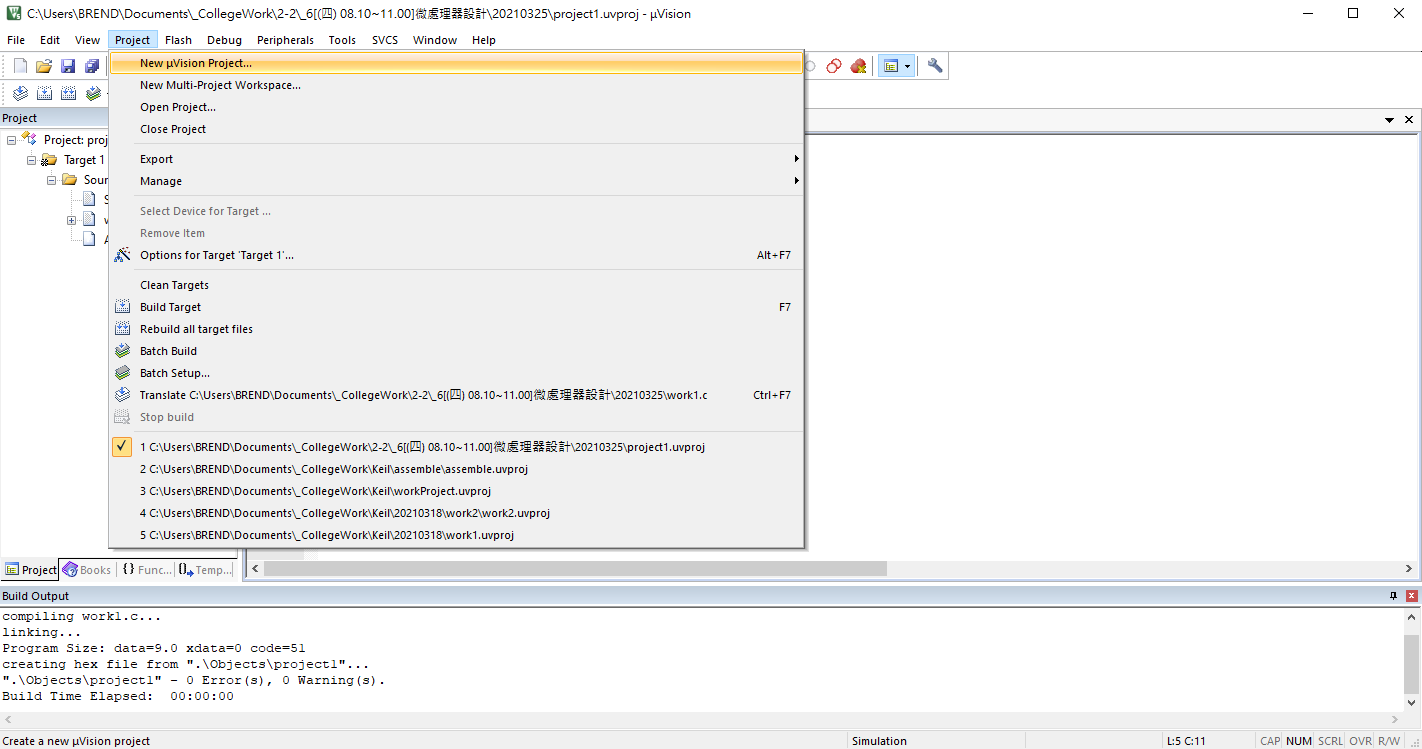 C:\Users\BREND\Documents\_CollegeWork\2-2\_6[(四) 08.10~11.00]微處理器設計\20210325\project1.uvproj - µVision
File Edit View Project Flash Debug Peripherals Tools SVCS Window Help
New µVision Project...
New Multi-Project Workspace...
Open Project...
Close Project
Export
Manage
Select Device for Target ...
Remove Item
Options for Target 'Target 1'... Alt+F7
Clean Targets
Build Target F7
Rebuild all target files
Batch Build
Batch Setup...
Translate C:\Users\BREND\Documents\_CollegeWork\2-2\_6[(四) 08.10~11.00]微處理器設計\20210325\work1.c Ctrl+F7
Stop build
1 C:\Users\BREND\Documents\_CollegeWork\2-2\_6[(四) 08.10~11.00]微處理器設計\20210325\project1.uvproj
2 C:\Users\BREND\Documents\_CollegeWork\Keil\assemble\assemble.uvproj
3 C:\Users\BREND\Documents\_CollegeWork\Keil\workProject.uvproj
4 C:\Users\BREND\Documents\_CollegeWork\Keil\20210318\work2\work2.uvproj
5 C:\Users\BREND\Documents\_CollegeWork\Keil\20210318\work1.uvproj
Project
Project: proj
Target 1
Sour
Project Books {} Func... Temp...
Build Output
compiling work1.c...
linking...
Program Size: data=9.0 xdata=0 code=51
creating hex file from ".\Objects\project1"...
".\Objects\project1" - 0 Error(s), 0 Warning(s).
Build Time Elapsed:  00:00:00
Create a new µVision project Simulation L:5 C:11 CAP NUM SCRL OVR R/W